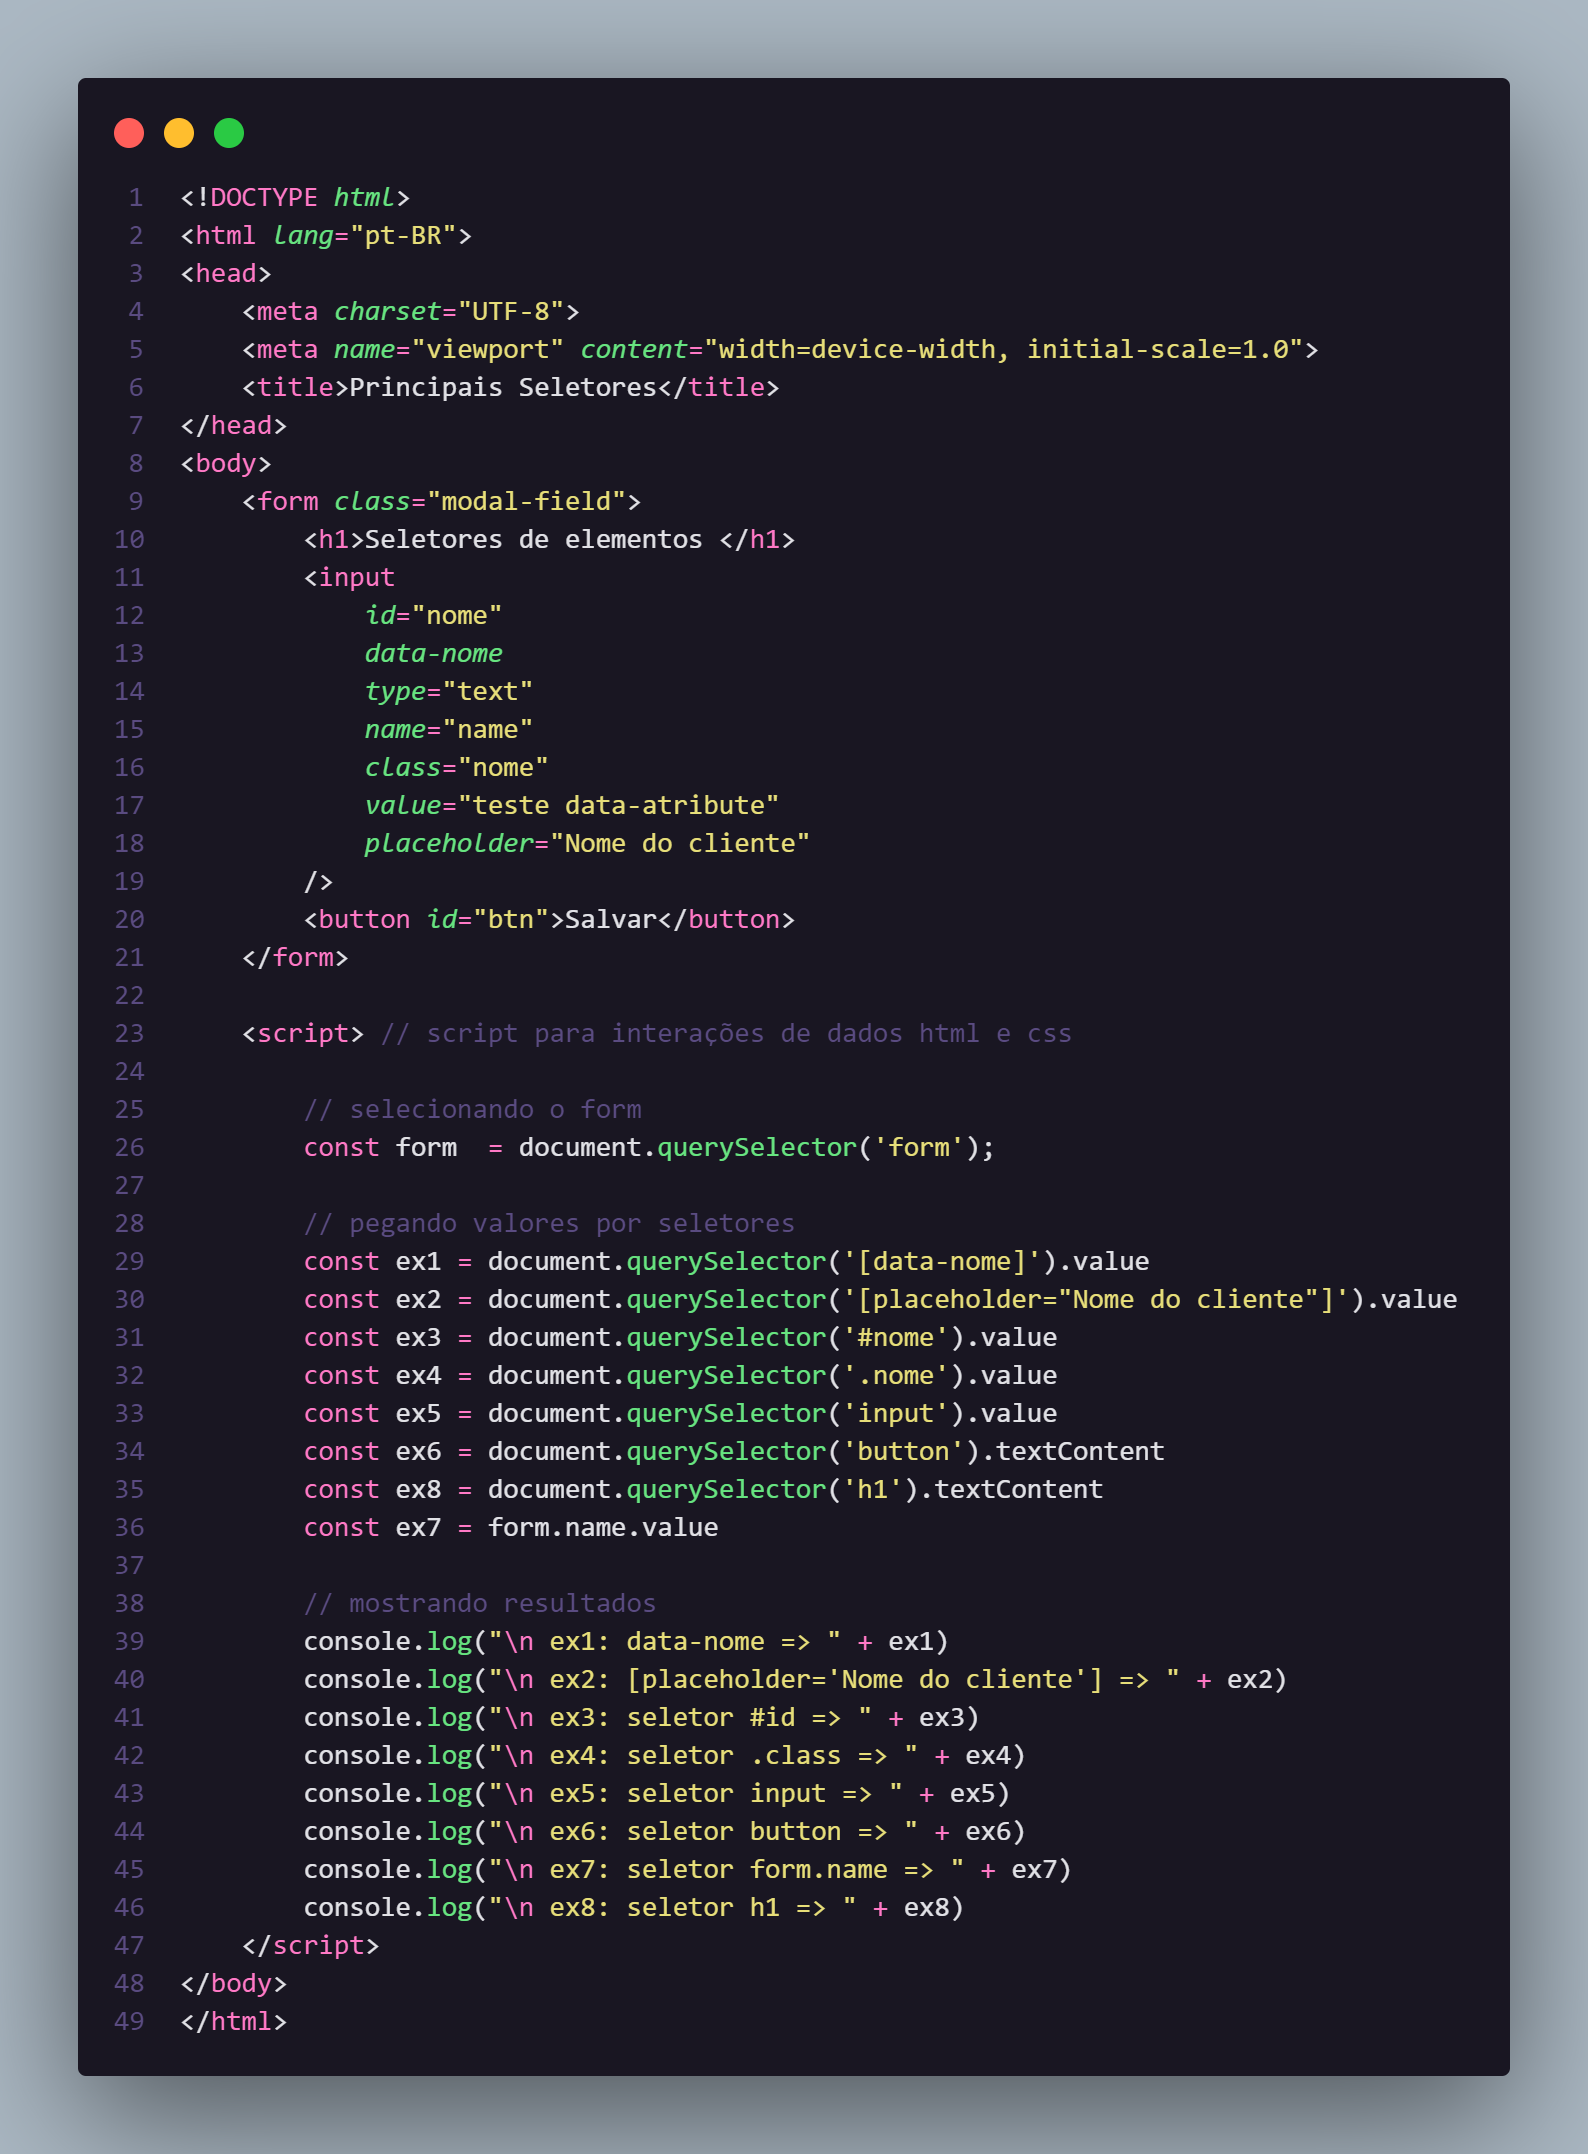 1 <!DOCTYPE html>
2 <html lang="pt-BR">
3 <head>
4     <meta charset="UTF-8">
5     <meta name="viewport" content="width=device-width, initial-scale=1.0">
6     <title>Principais Seletores</title>
7 </head>
8 <body>
9     <form class="modal-field">
10         <h1>Seletores de elementos </h1>
11         <input
12             id="nome"
13             data-nome
14             type="text"
15             name="name"
16             class="nome"
17             value="teste data-atribute"
18             placeholder="Nome do cliente"
19         />
20         <button id="btn">Salvar</button>
21     </form>
22
23     <script> // script para interações de dados html e css
24
25         // selecionando o form
26         const form  = document.querySelector('form');
27
28         // pegando valores por seletores
29         const ex1 = document.querySelector('[data-nome]').value
30         const ex2 = document.querySelector('[placeholder="Nome do cliente"]').value
31         const ex3 = document.querySelector('#nome').value
32         const ex4 = document.querySelector('.nome').value
33         const ex5 = document.querySelector('input').value
34         const ex6 = document.querySelector('button').textContent
35         const ex8 = document.querySelector('h1').textContent
36         const ex7 = form.name.value
37
38         // mostrando resultados
39         console.log("\n ex1: data-nome => " + ex1)
40         console.log("\n ex2: [placeholder='Nome do cliente'] => " + ex2)
41         console.log("\n ex3: seletor #id => " + ex3)
42         console.log("\n ex4: seletor .class => " + ex4)
43         console.log("\n ex5: seletor input => " + ex5)
44         console.log("\n ex6: seletor button => " + ex6)
45         console.log("\n ex7: seletor form.name => " + ex7)
46         console.log("\n ex8: seletor h1 => " + ex8)
47     </script>
48 </body>
49 </html>